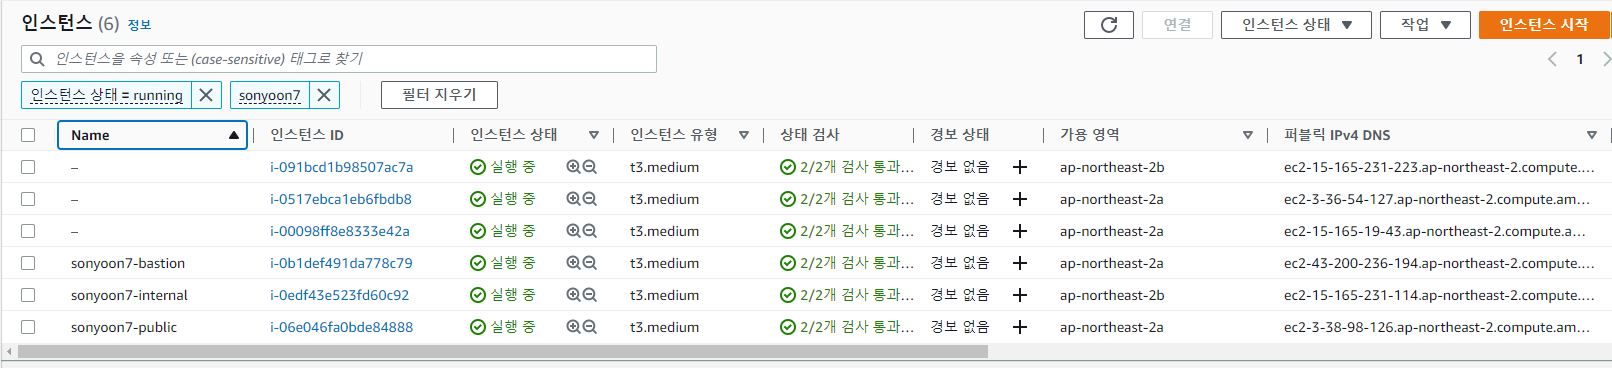 인스턴스 (6) 정보
연결 인스턴스 상태 작업 인스턴스 시작
인스턴스을 속성 또는 (case-sensitive) 태그로 찾기
1
인스턴스 상태 = running sonyoon7 필터 지우기
Name 인스턴스 ID 인스턴스 상태 인스턴스 유형 상태 검사 경보 상태 가용 영역 퍼블릭 IPv4 DNS
– i-091bcd1b98507ac7a 실행 중 t3.medium 2/2개 검사 통과... 경보 없음 ap-northeast-2b ec2-15-165-231-223.ap-northeast-2.compute....
– i-0517ebca1eb6fbdb8 실행 중 t3.medium 2/2개 검사 통과... 경보 없음 ap-northeast-2a ec2-3-36-54-127.ap-northeast-2.compute.am...
– i-00098ff8e8333e42a 실행 중 t3.medium 2/2개 검사 통과... 경보 없음 ap-northeast-2a ec2-15-165-19-43.ap-northeast-2.compute.a...
sonyoon7-bastion i-0b1def491da778c79 실행 중 t3.medium 2/2개 검사 통과... 경보 없음 ap-northeast-2a ec2-43-200-236-194.ap-northeast-2.compute....
sonyoon7-internal i-0edf43e523fd60c92 실행 중 t3.medium 2/2개 검사 통과... 경보 없음 ap-northeast-2b ec2-15-165-231-114.ap-northeast-2.compute....
sonyoon7-public i-06e046fa0bde84888 실행 중 t3.medium 2/2개 검사 통과... 경보 없음 ap-northeast-2a ec2-3-38-98-126.ap-northeast-2.compute.am...